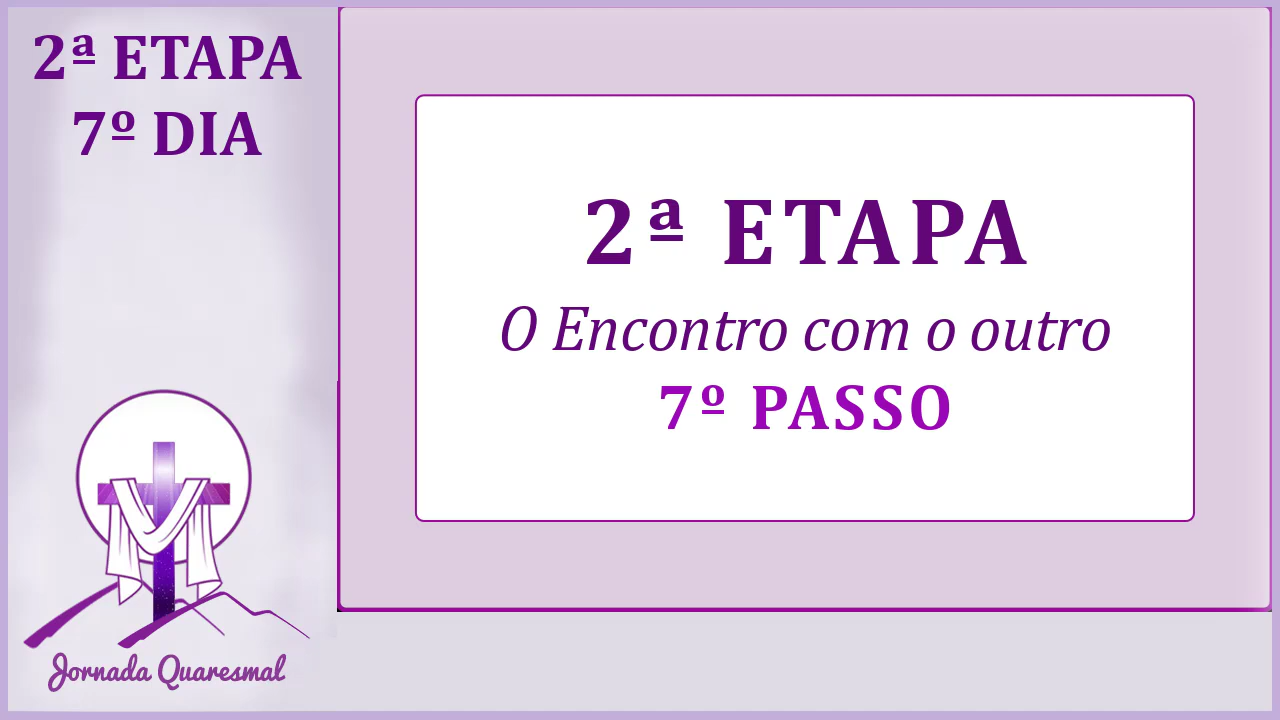 2ª ETAPA
7º DIA
Jornada Quaresmal
2ª ETAPA
O Encontro com o outro
7º PASSO